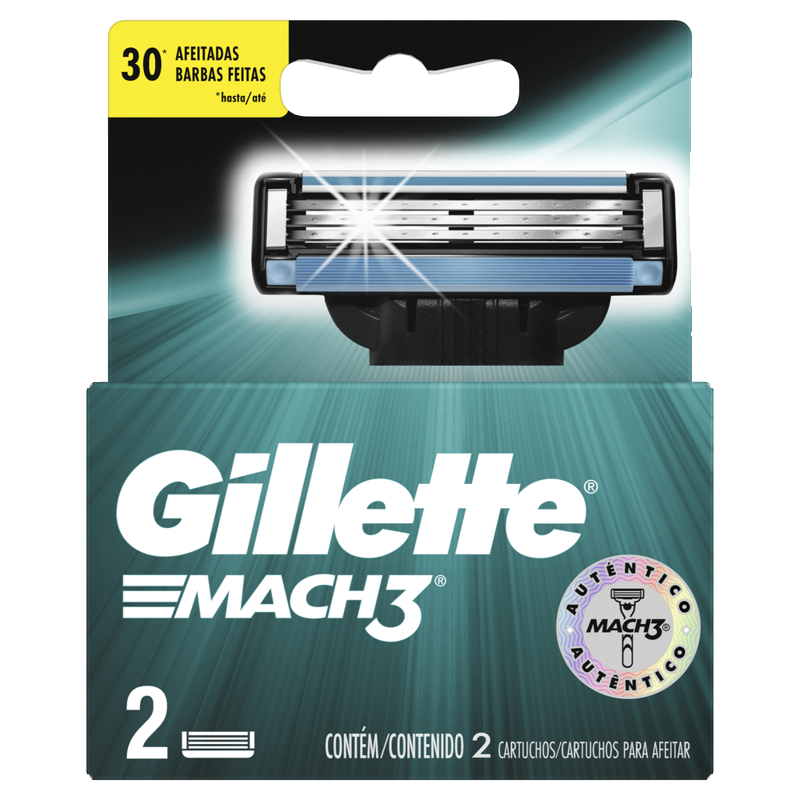 30* AFEITADAS
BARBAS FEITAS
*hasta/até
Gillette®
MACH3®
AUTÉNTICO
MACH3®
AUTÊNTICO
2
CONTÉM/CONTENIDO 2 CARTUCHOS/CARTUCHOS PARA AFEITAR